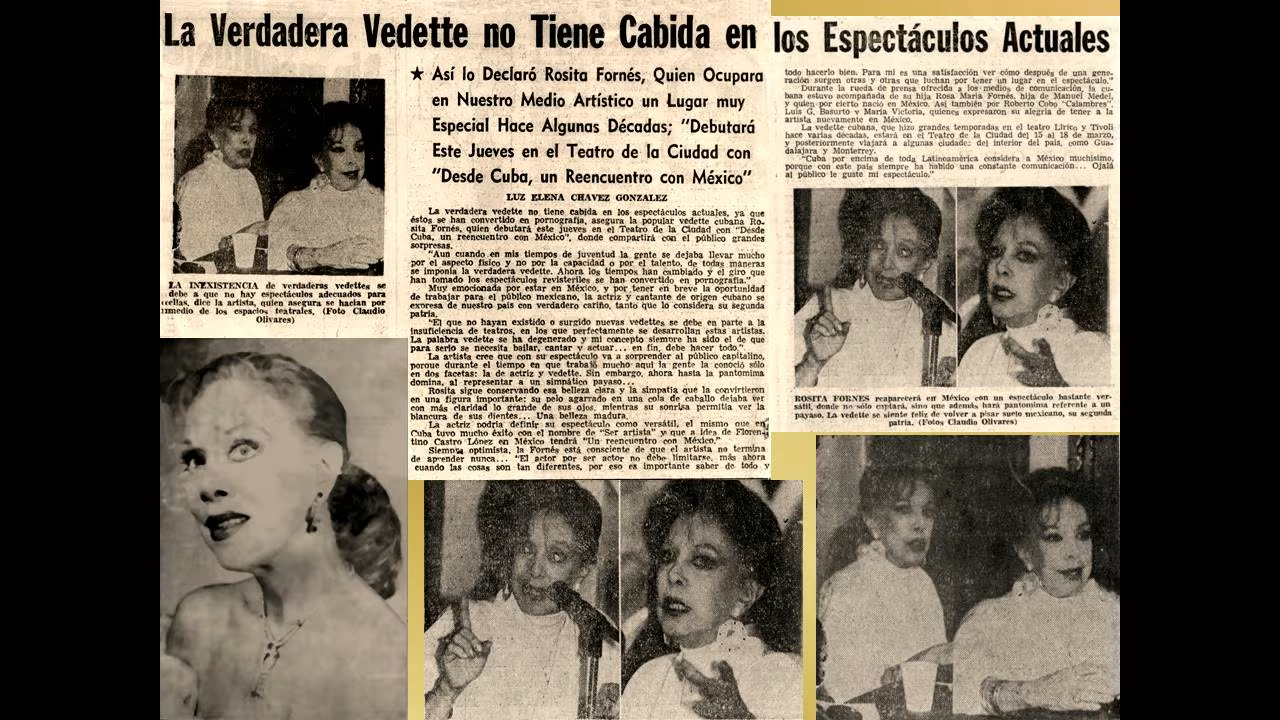 La Verdadera Vedette no Tiene Cabida en los Espectáculos Actuales
★ Así lo Declaró Rosita Fornés, Quien Ocupara
en Nuestro Medio Artístico un Lugar muy
Especial Hace Algunas Décadas; "Debutará
Este Jueves en el Teatro de la Ciudad con
"Desde Cuba, un Reencuentro con México"
LUZ ELENA CHAVEZ GONZALEZ
LA INEXISTENCIA de verdaderas vedettes se
debe a que no hay espectáculos adecuados para
ellas, dice la artista, quien asegura se hacían por
medio de los espacios teatrales. (Foto Claudio
Olivares)
La verdadera vedette no tiene cabida en los espectáculos actuales, ya que
éstos se han convertido en pornografía, asegura la popular vedette cubana Ro-
sita Fornés, quien debutará este jueves en el Teatro de la Ciudad con "Desde
Cuba, un reencuentro con México", donde compartirá con el público grandes
sorpresas.
"Aun cuando en mis tiempos de juventud la gente se dejaba llevar mucho
por el aspecto físico y no por la capacidad o por el talento, de todas maneras
se imponía la verdadera vedette. Ahora los tiempos han cambiado y el giro que
han tomado los espectáculos revisteriles se han convertido en pornografía."
Muy emocionada por estar en México, y por tener en breve la oportunidad
de trabajar para el público mexicano, la actriz y cantante de origen cubano se
expresa de nuestro país con verdadero cariño, tanto que lo considera su segunda
patria.
"El que no hayan existido o surgido nuevas vedettes se debe en parte a la
insuficiencia de teatros, en los que perfectamente se desarrollan estas artistas.
La palabra vedette se ha degenerado y mi concepto siempre ha sido el de que
para serlo se necesita bailar, cantar y actuar... en fin, debe hacer todo."
La artista cree que con su espectáculo va a sorprender al público capitalino,
porque durante el tiempo en que trabajó mucho aquí la gente la conoció sólo
en dos facetas: la de actriz y vedette. Sin embargo, ahora hasta la pantomima
domina, al representar a un simpático payaso...
Rosita sigue conservando esa belleza clara y la simpatía que la convirtieron
en una figura importante; su pelo agarrado en una cola de caballo dejaba ver
con más claridad lo grande de sus ojos, mientras su sonrisa permitía ver la
blancura de sus dientes... Una belleza madura.
La actriz podría definir su espectáculo como versátil, el mismo que en
Cuba tuvo mucho éxito con el nombre de "Ser artista" y que a idea de Floren-
tino Castro López en México tendrá "Un reencuentro con México."
Siempre optimista, la Fornés está consciente de que el artista no termina
de aprender nunca... "El actor por ser actor no debe limitarse, más ahora
cuando las cosas son tan diferentes, por eso es importante saber de todo y
todo hacerlo bien. Para mí es una satisfacción ver cómo después de una gene-
ración surgen otras y otras que luchan por tener un lugar en el espectáculo."
Durante la rueda de prensa ofrecida a los medios de comunicación, la cu-
bana estuvo acompañada de su hija Rosa María Fornés, hija de Manuel Medel,
y quien por cierto nació en México. Así también por Roberto Cobo "Calambres",
Luis G. Basurto y María Victoria, quienes expresaron su alegría de tener a la
artista nuevamente en México.
La vedette cubana, que hizo grandes temporadas en el teatro Lírico y Tívoli
hace varias décadas, estará en el Teatro de la Ciudad del 15 al 18 de marzo,
y posteriormente viajará a algunas ciudades del interior del país, como Gua-
dalajara y Monterrey.
"Cuba por encima de toda Latinoamérica considera a México muchísimo,
porque con este país siempre ha habido una constante comunicación... Ojalá
al público le guste mi espectáculo."
ROSITA FORNES reaparecerá en México con un espectáculo bastante ver-
sátil, donde no sólo cantará, sino que además hará pantomima referente a un
payaso. La vedette se siente feliz de volver a pisar suelo mexicano, su segunda
patria. (Fotos Claudio Olivares)